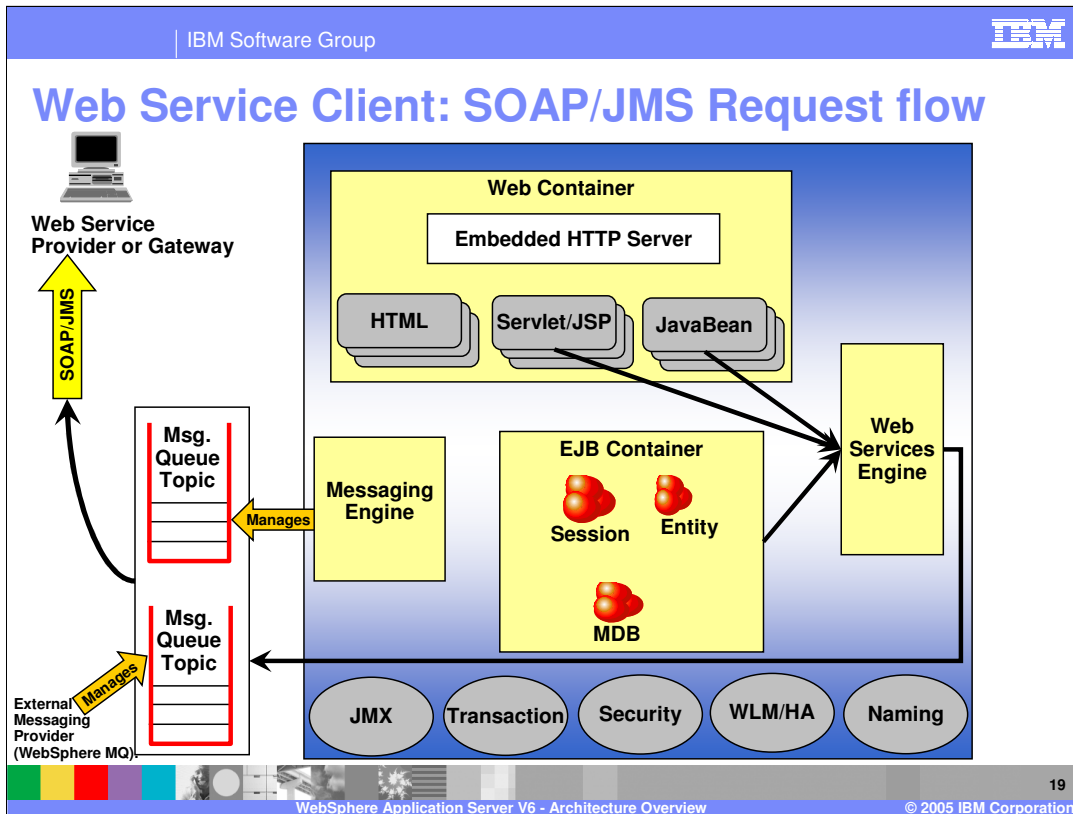 IBM Software Group
IBM
Web Service Client: SOAP/JMS Request flow
Web Service
Provider or Gateway
SOAP/JMS
Web Container
Embedded HTTP Server
HTML
Servlet/JSP
JavaBean
Msg.
Queue
Topic
Manages
Messaging
Engine
EJB Container
Session
Entity
MDB
Web
Services
Engine
Msg.
Queue
Topic
Manages
External
Messaging
Provider
(WebSphere MQ).
JMX
Transaction
Security
WLM/HA
Naming
19
WebSphere Application Server V6 - Architecture Overview
© 2005 IBM Corporation